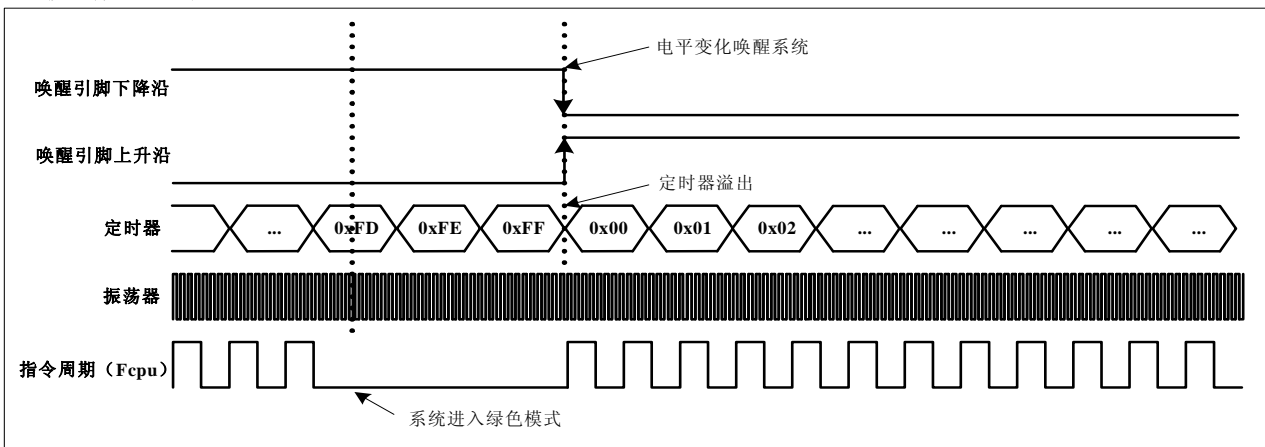 电平变化唤醒系统
唤醒引脚下降沿
唤醒引脚上升沿
定时器溢出
定时器 ... 0xFD 0xFE 0xFF 0x00 0x01 0x02 ... ... ... ... ...
振荡器
指令周期（Fcpu）
系统进入绿色模式